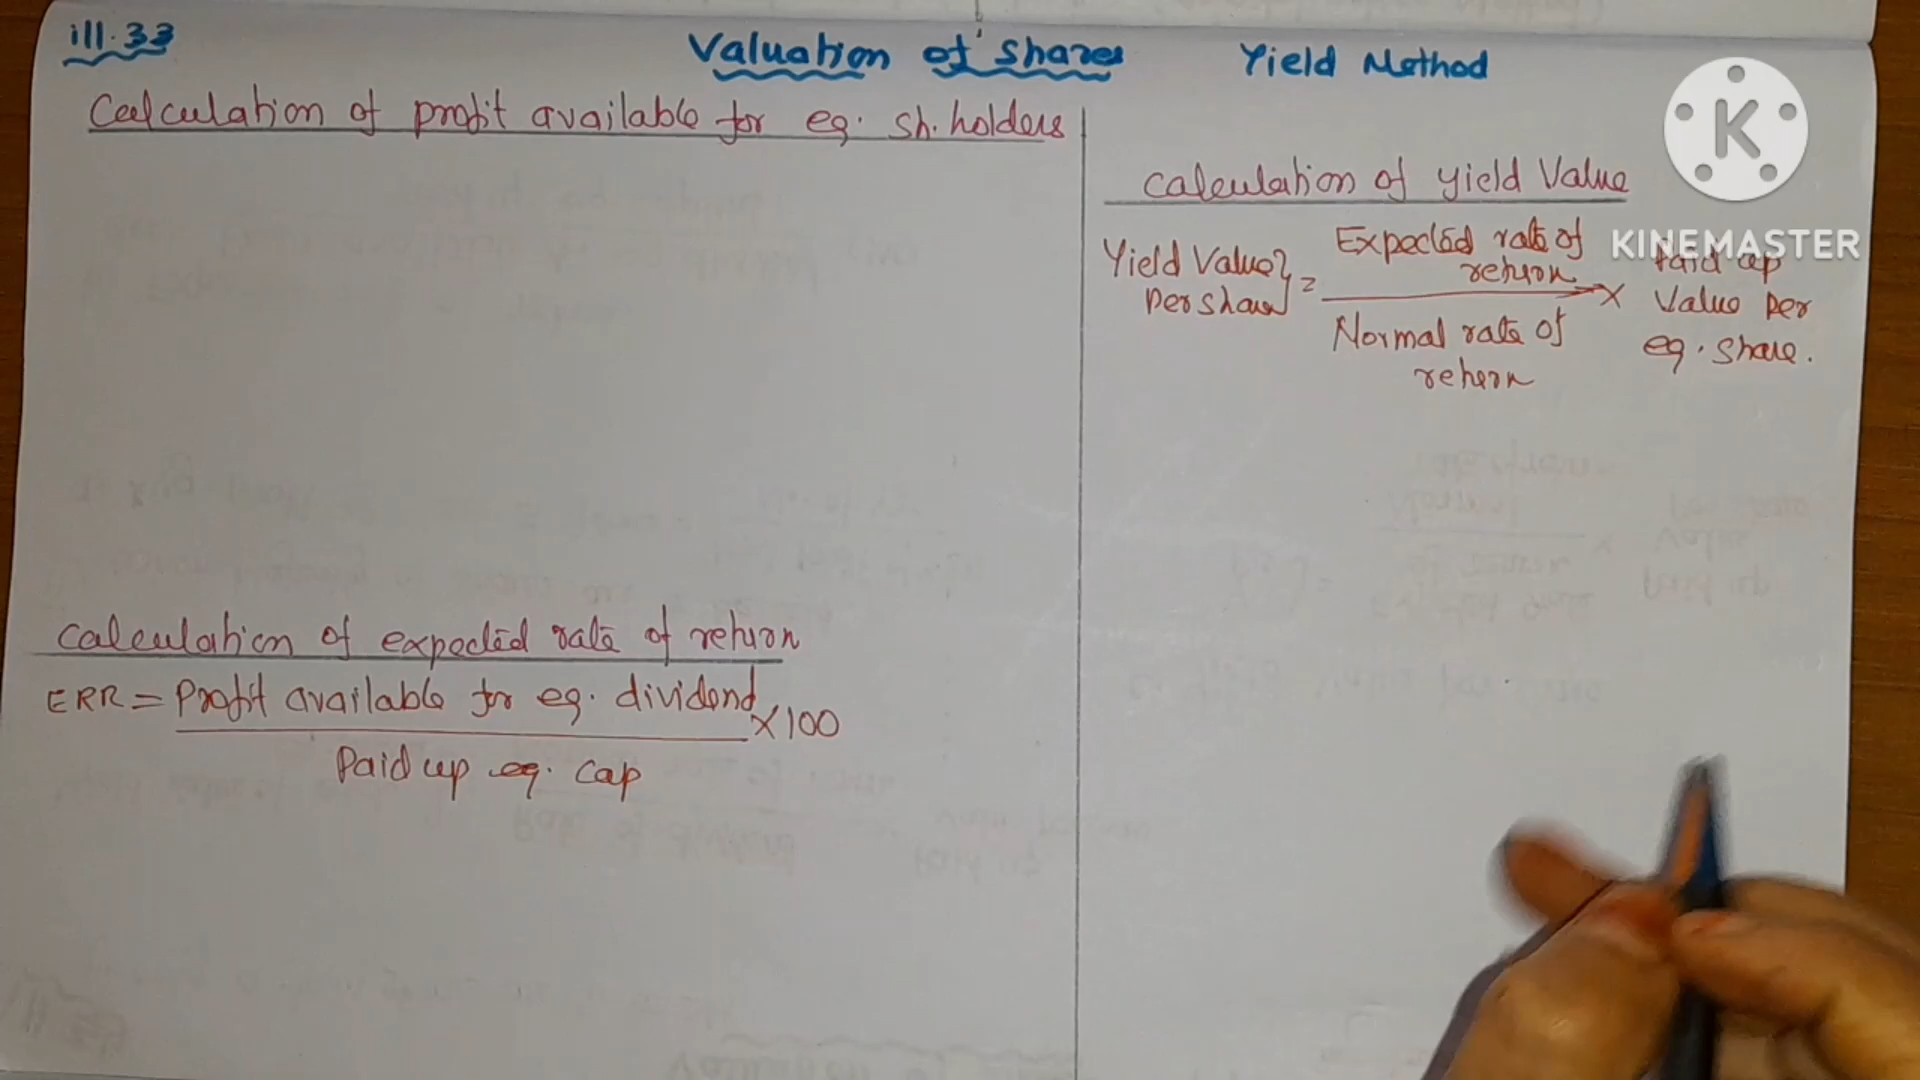 ill.33
Valuation of shares Yield Method
Calculation of profit available for eq. sh. holders
calculation of expected rate of return
ERR = Profit available for eq. dividend × 100
Paid up eq. cap
calculation of yield Value
Yield Value per share = Expected rate of return × Paid up Value per eq. share.
Normal rate of return
K
KINEMASTER